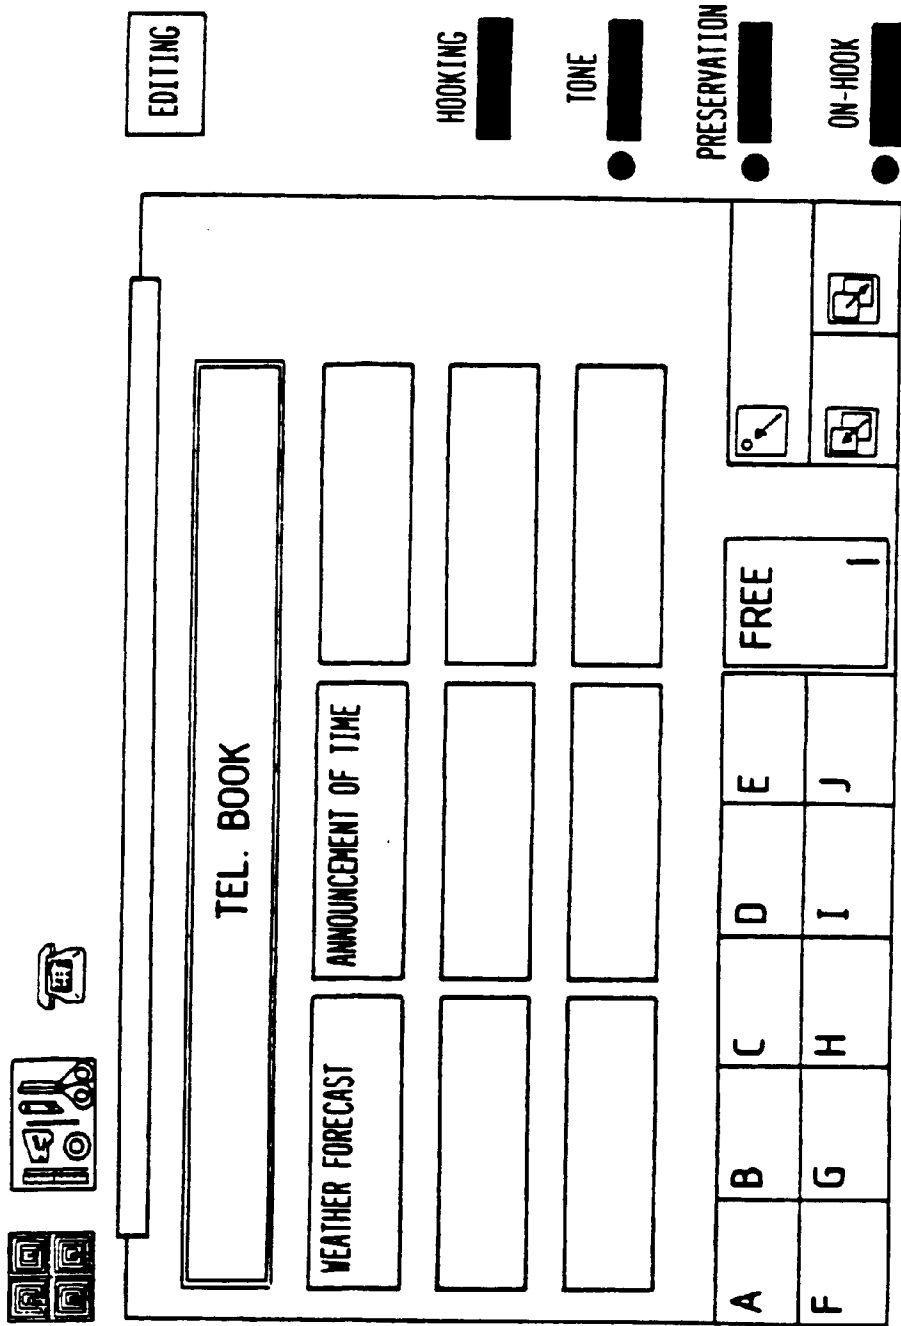 EDITING
TEL. BOOK
HOOKING
WEATHER FORECAST
ANNOUNCEMENT OF TIME
TONE
PRESERVATION
A
B
C
D
E
FREE
1
F
G
H
I
J
ON-HOOK